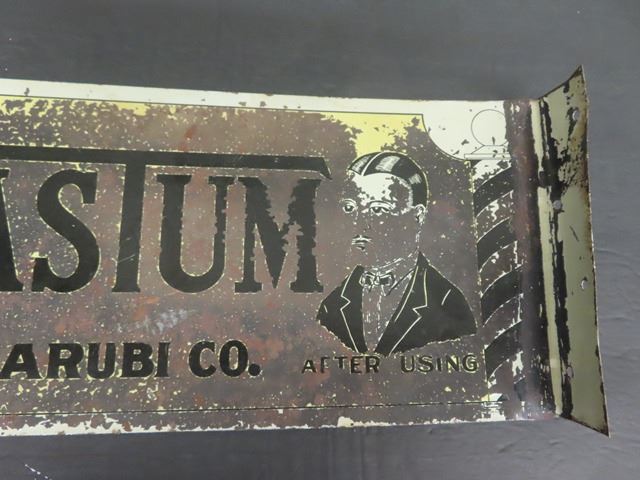 ASTUM
ARUBI CO.
AFTER USING